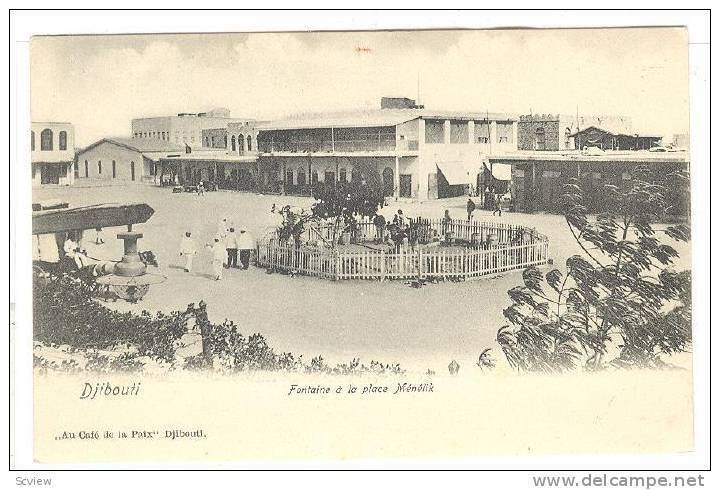 Djibouti
Fontaine à la place Ménélik
„Au Café de la Paix“ Djibouti.
Scview
www.delcampe.net